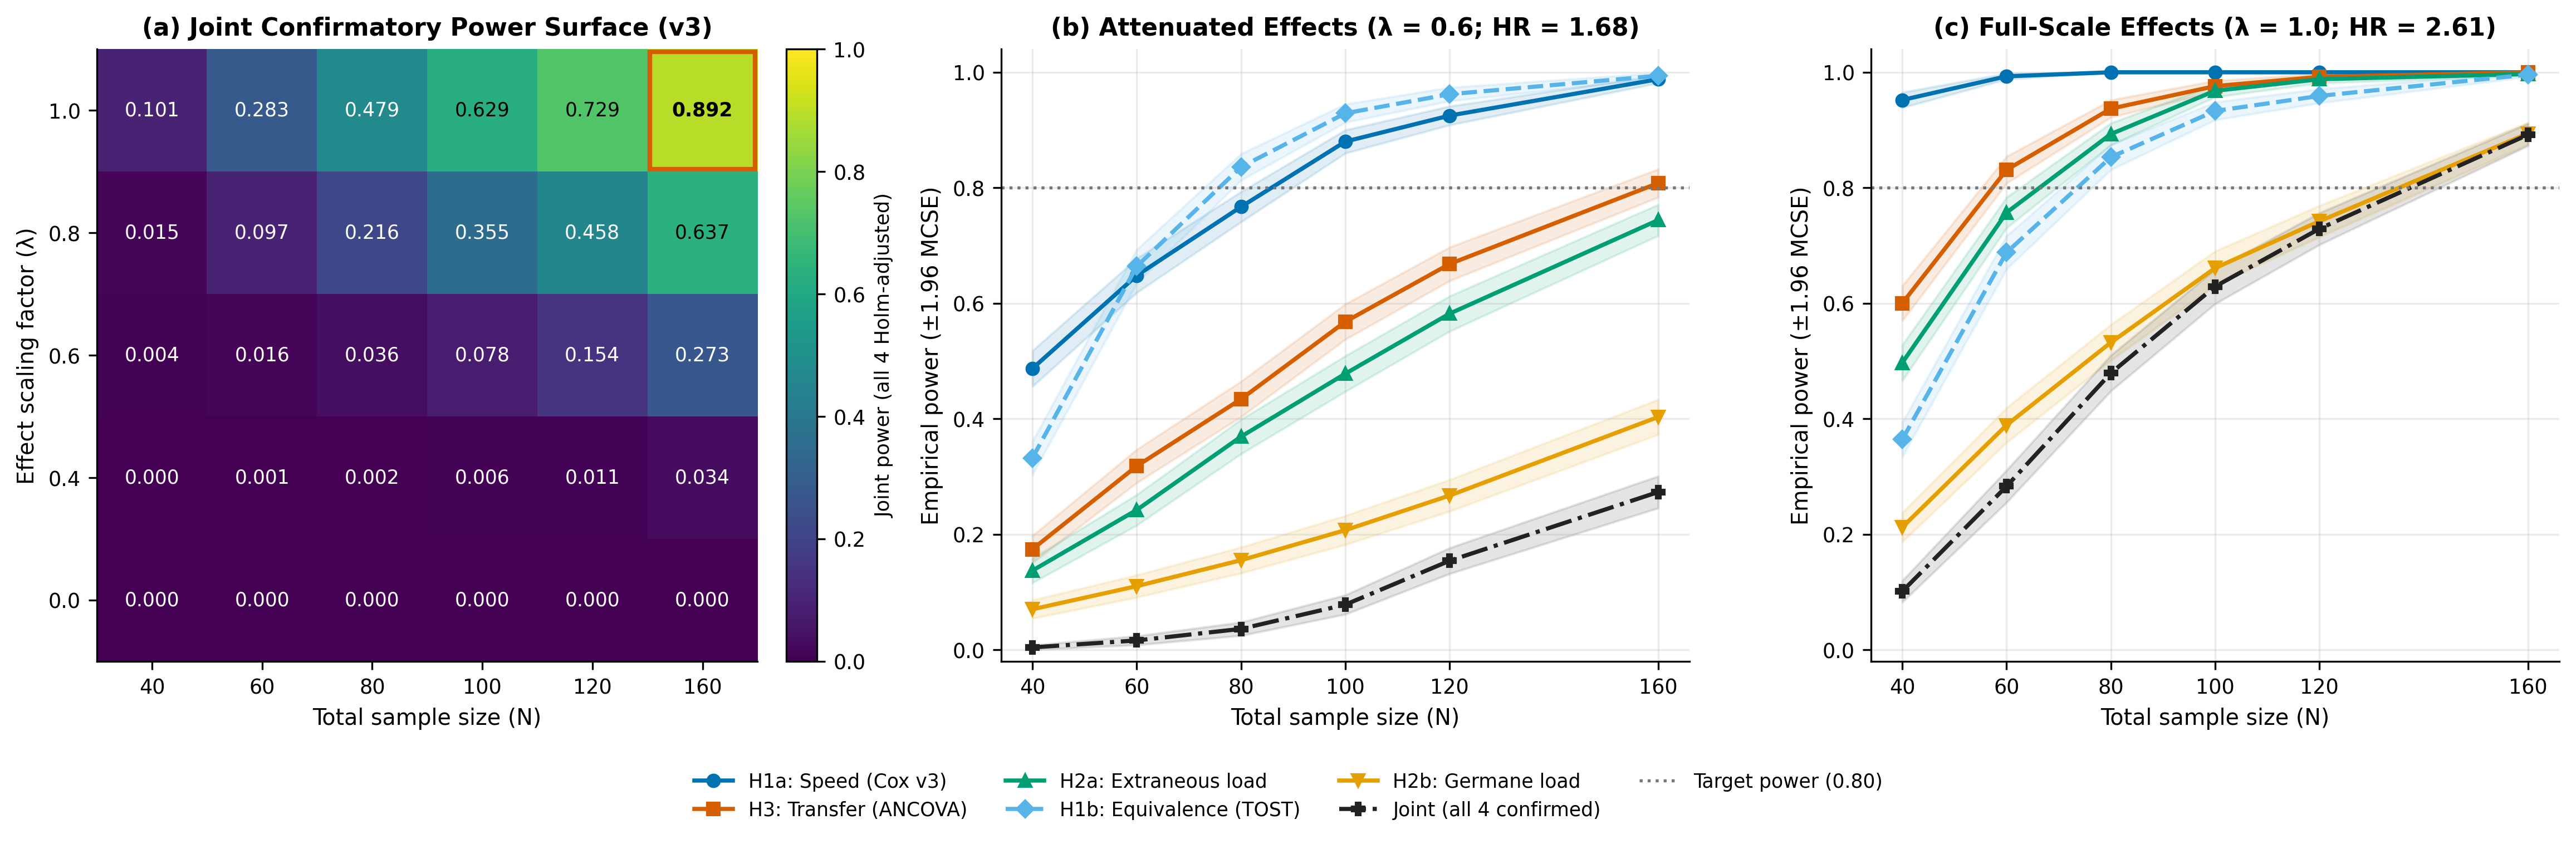 (a) Joint Confirmatory Power Surface (v3)
Effect scaling factor (λ)
1.0
0.101 0.283 0.479 0.629 0.729 0.892
0.8
0.015 0.097 0.216 0.355 0.458 0.637
0.6
0.004 0.016 0.036 0.078 0.154 0.273
0.4
0.000 0.001 0.002 0.006 0.011 0.034
0.0
0.000 0.000 0.000 0.000 0.000 0.000
40 60 80 100 120 160
Total sample size (N)
1.0
0.8
0.6
0.4
0.2
0.0
Joint power (all 4 Holm-adjusted)
(b) Attenuated Effects (λ = 0.6; HR = 1.68)
Empirical power (±1.96 MCSE)
1.0
0.8
0.6
0.4
0.2
0.0
40 60 80 100 120 160
Total sample size (N)
(c) Full-Scale Effects (λ = 1.0; HR = 2.61)
Empirical power (±1.96 MCSE)
1.0
0.8
0.6
0.4
0.2
0.0
40 60 80 100 120 160
Total sample size (N)
H1a: Speed (Cox v3)
H3: Transfer (ANCOVA)
H2a: Extraneous load
H1b: Equivalence (TOST)
H2b: Germane load
Joint (all 4 confirmed)
Target power (0.80)